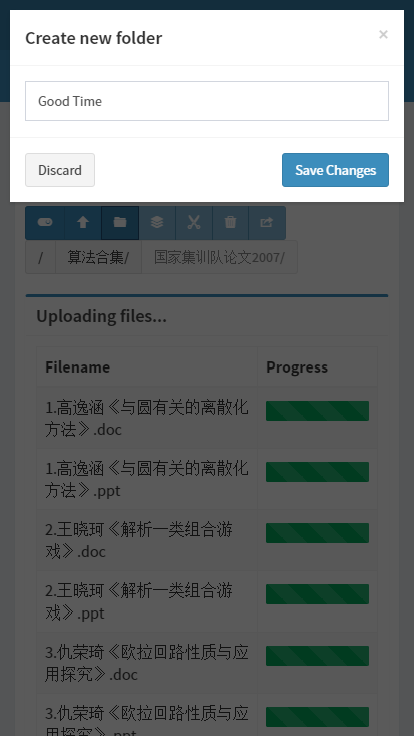 Create new folder ×
Good Time
Discard Save Changes
/ 算法合集/ 国家集训队论文2007/
Uploading files...
Filename Progress
1.高逸涵《与圆有关的离散化
方法》.doc
1.高逸涵《与圆有关的离散化
方法》.ppt
2.王晓珂《解析一类组合游
戏》.doc
2.王晓珂《解析一类组合游
戏》.ppt
3.仇荣琦《欧拉回路性质与应
用探究》.doc
3.仇荣琦《欧拉回路性质与应
用探究》.ppt